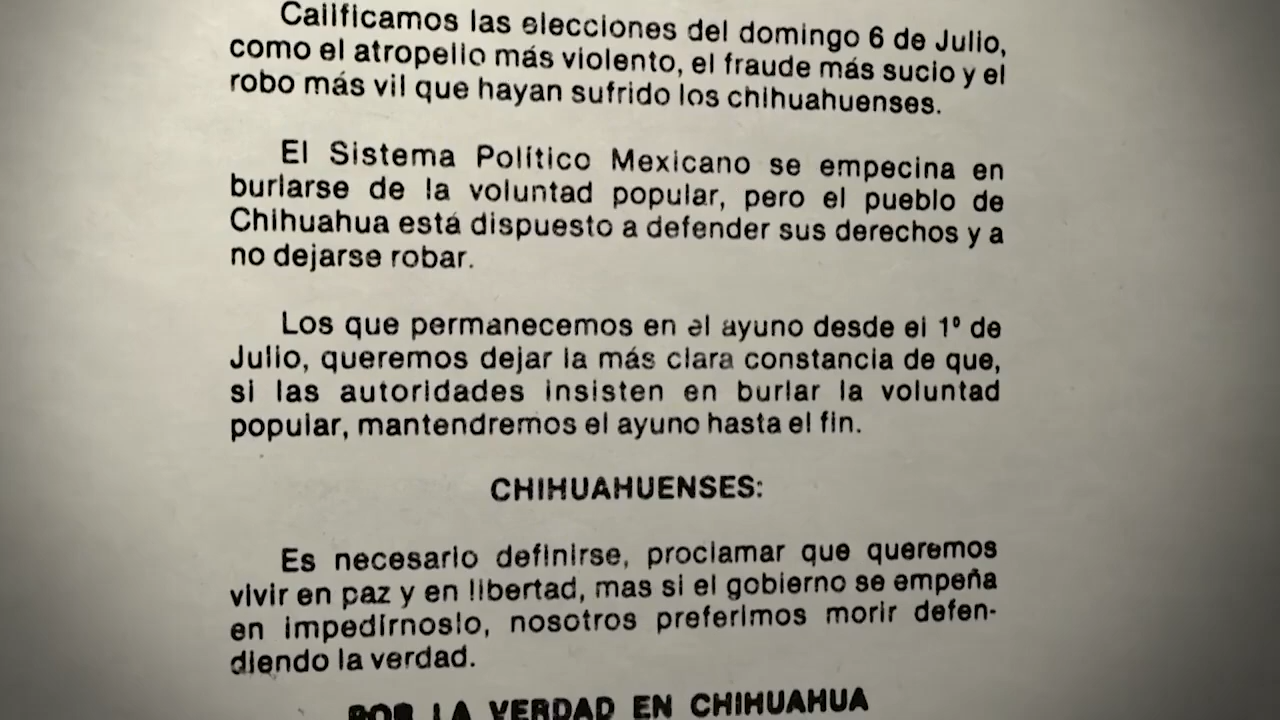 Calificamos las elecciones del domingo 6 de Julio,
como el atropello más violento, el fraude más sucio y el
robo más vil que hayan sufrido los chihuahuenses.
El Sistema Político Mexicano se empecina en
burlarse de la voluntad popular, pero el pueblo de
Chihuahua está dispuesto a defender sus derechos y a
no dejarse robar.
Los que permanecemos en el ayuno desde el 1º de
Julio, queremos dejar la más clara constancia de que,
si las autoridades insisten en burlar la voluntad
popular, mantendremos el ayuno hasta el fin.
CHIHUAHUENSES:
Es necesario definirse, proclamar que queremos
vivir en paz y en libertad, mas si el gobierno se empeña
en impedírnoslo, nosotros preferimos morir defen-
diendo la verdad.
POR LA VERDAD EN CHIHUAHUA